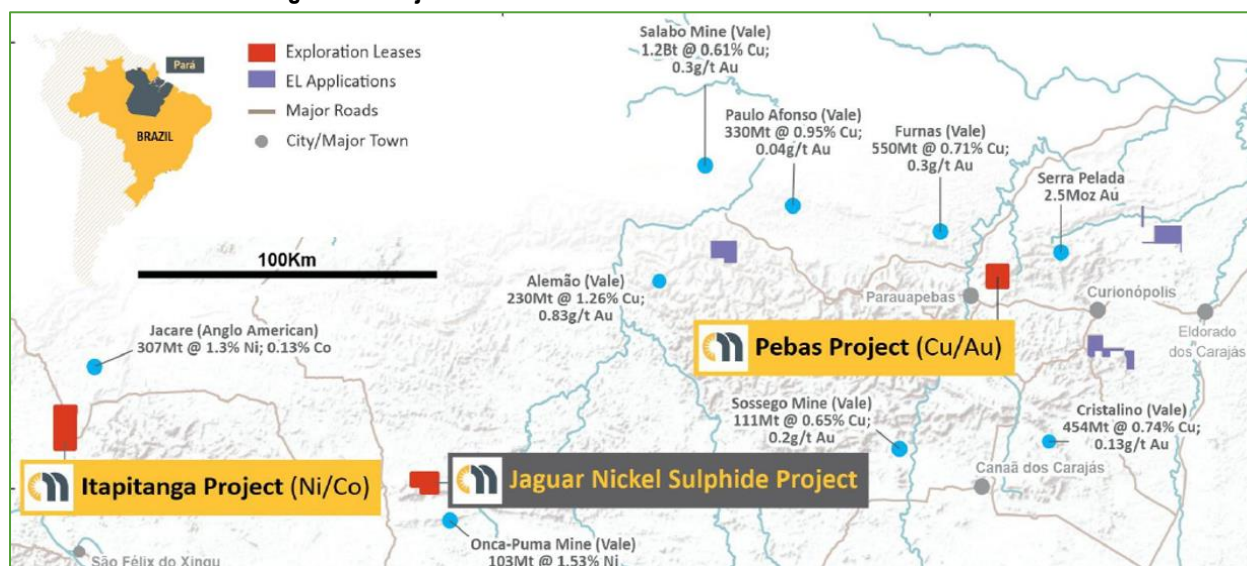 Pará
BRAZIL
Exploration Leases
EL Applications
Major Roads
City/Major Town
100Km
Salabo Mine (Vale)
1.2Bt @ 0.61% Cu;
0.3g/t Au
Paulo Afonso (Vale)
330Mt @ 0.95% Cu;
0.04g/t Au
Furnas (Vale)
550Mt @ 0.71% Cu;
0.3g/t Au
Serra Pelada
2.5Moz Au
Alemão (Vale)
230Mt @ 1.26% Cu;
0.83g/t Au
Parauapebas
Curionópolis
Eldorado
dos Carajás
Jacare (Anglo American)
307Mt @ 1.3% Ni; 0.13% Co
Pebas Project (Cu/Au)
Sossego Mine (Vale)
111Mt @ 0.65% Cu;
0.2g/t Au
Cristalino (Vale)
454Mt @ 0.74% Cu;
0.13g/t Au
Canaã dos Carajás
Itapitanga Project (Ni/Co)
Jaguar Nickel Sulphide Project
Onca-Puma Mine (Vale)
103Mt @ 1.53% Ni
São Félix do Xingu